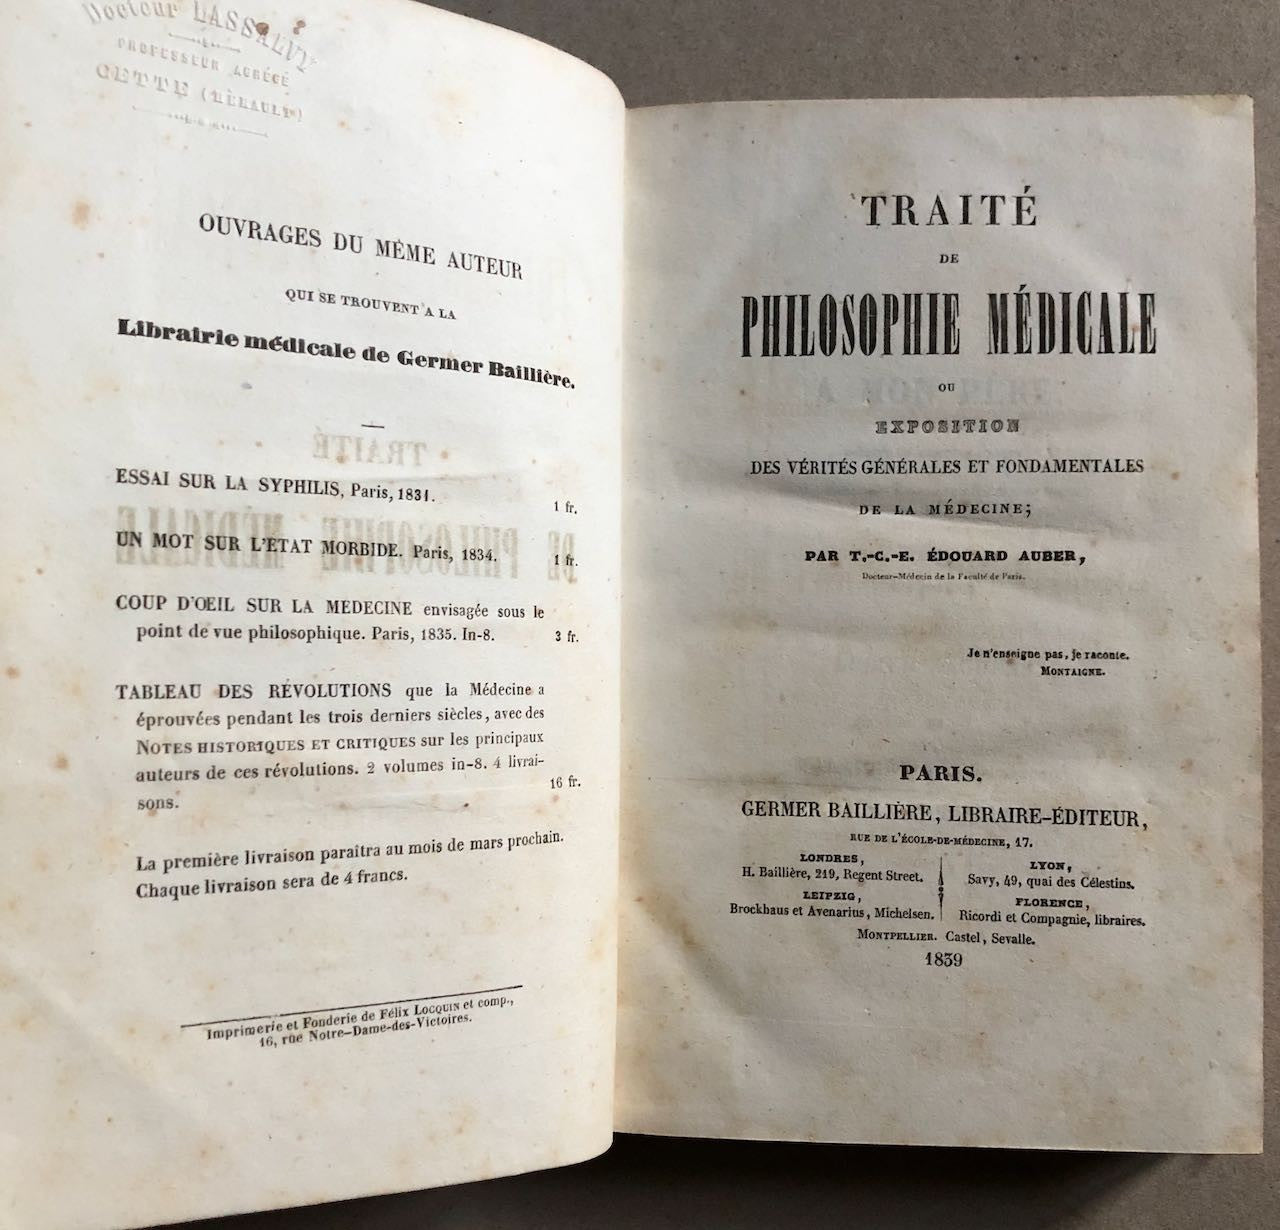 Docteur LASSALVY
PROFESSEUR AGRÉGÉ
CETTE (HÉRAULT)
OUVRAGES DU MÊME AUTEUR
QUI SE TROUVENT A LA
Librairie médicale de Germer Baillière.
ESSAI SUR LA SYPHILIS, Paris, 1831.
1 fr.
UN MOT SUR L'ÉTAT MORBIDE. Paris, 1834.
1 fr.
COUP D'ŒIL SUR LA MÉDECINE envisagée sous le
point de vue philosophique. Paris, 1835. In-8.
3 fr.
TABLEAU DES RÉVOLUTIONS que la Médecine a
éprouvées pendant les trois derniers siècles, avec des
NOTES HISTORIQUES ET CRITIQUES sur les principaux
auteurs de ces révolutions. 2 volumes in-8. 4 livrai-
sons.
16 fr.
La première livraison paraîtra au mois de mars prochain.
Chaque livraison sera de 4 francs.
Imprimerie et Fonderie de Félix LOCQUIN et comp.,
16, rue Notre-Dame-des-Victoires.
TRAITÉ
DE
PHILOSOPHIE MÉDICALE
OU
EXPOSITION
DES VÉRITÉS GÉNÉRALES ET FONDAMENTALES
DE LA MÉDECINE;
PAR T.-C.-E. ÉDOUARD AUBER,
Docteur-Médecin de la Faculté de Paris.
Je n'enseigne pas, je raconte.
MONTAIGNE.
PARIS.
GERMER BAILLIÈRE, LIBRAIRE-ÉDITEUR,
RUE DE L'ÉCOLE-DE-MÉDECINE, 17.
LONDRES,
H. Baillière, 219, Regent Street.
LEIPZIG,
Brockhaus et Avenarius, Michelsen.
LYON,
Savy, 49, quai des Célestins.
FLORENCE,
Ricordi et Compagnie, libraires.
MONTPELLIER. Castel, Sevalle.
1839